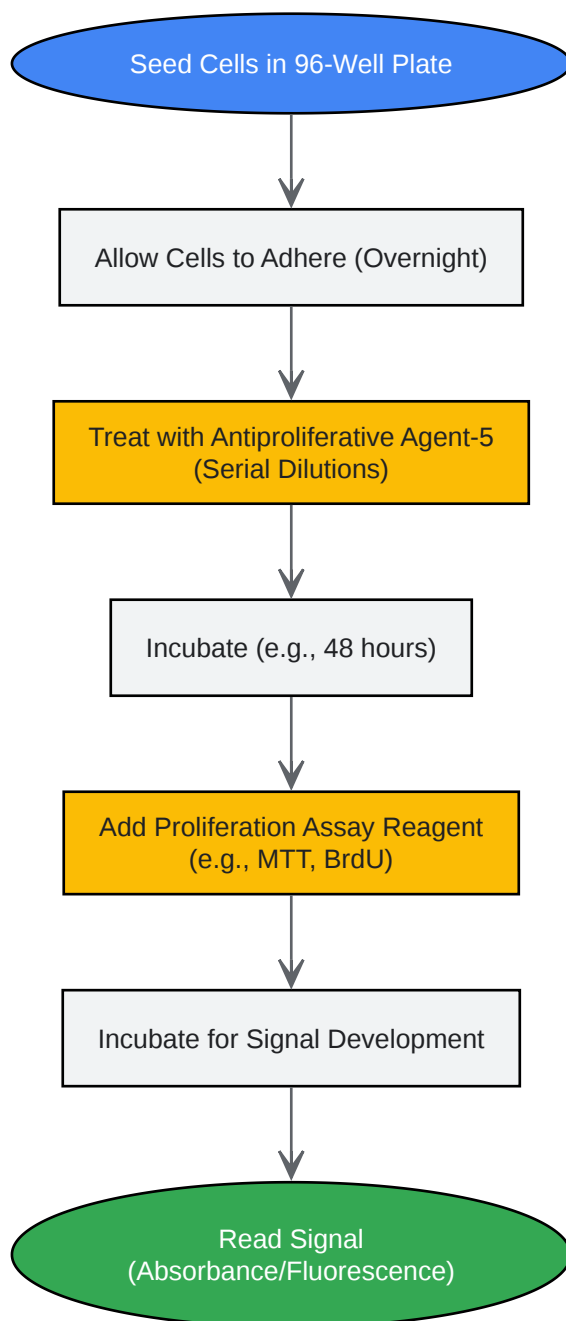 Seed Cells in 96-Well Plate
Allow Cells to Adhere (Overnight)
Treat with Antiproliferative Agent-5
(Serial Dilutions)
Incubate (e.g., 48 hours)
Add Proliferation Assay Reagent
(e.g., MTT, BrdU)
Incubate for Signal Development
Read Signal
(Absorbance/Fluorescence)